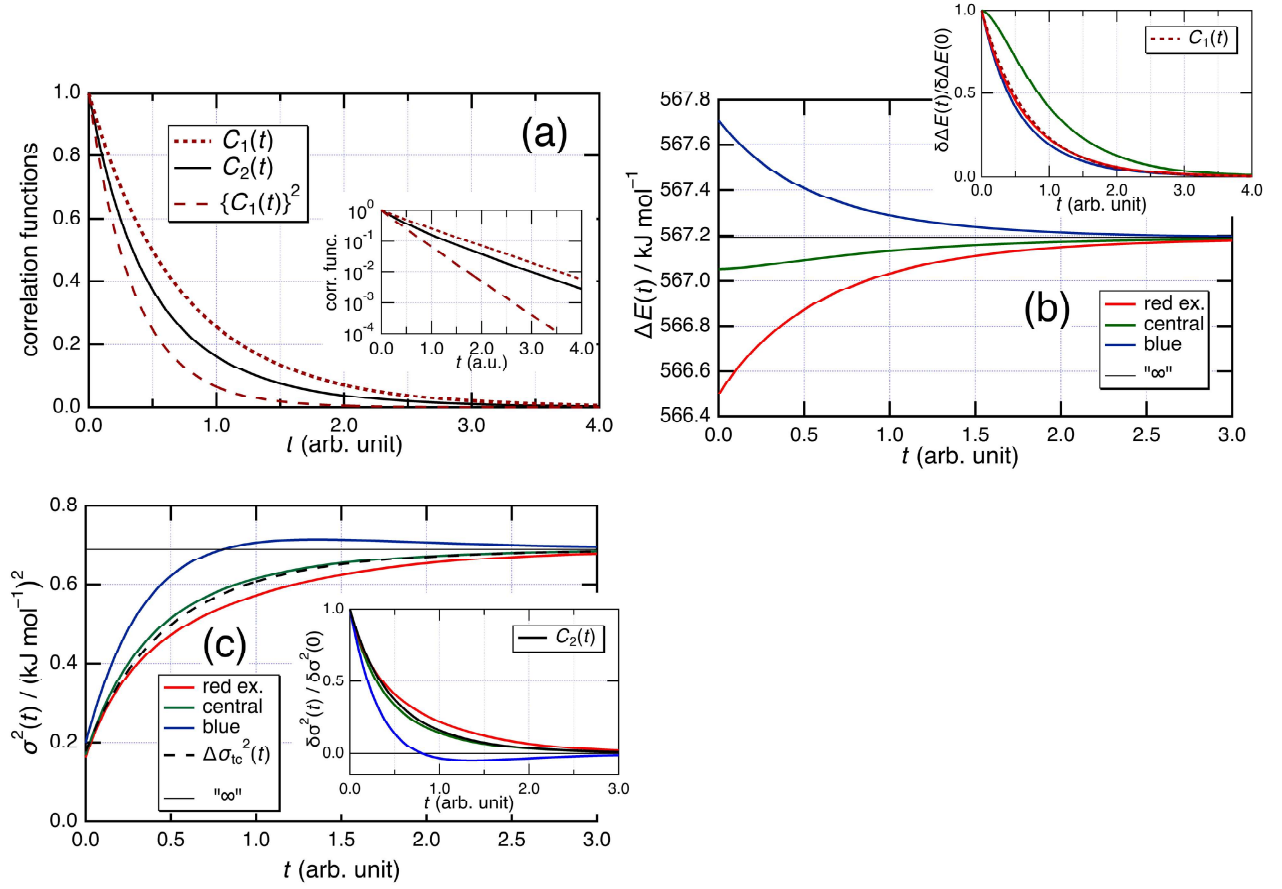 (a)
C₁(t)
C₂(t)
{C₁(t)}²
correlation functions
1.0
0.8
0.6
0.4
0.2
0.0
0.0 1.0 2.0 3.0 4.0
t (arb. unit)
corr. func.
10⁰
10⁻¹
10⁻²
10⁻³
10⁻⁴
0.0 1.0 2.0 3.0 4.0
t (a.u.)
δΔE(t)/δΔE(0)
1.0
0.5
0.0
C₁(t)
0.0 1.0 2.0 3.0 4.0
t (arb. unit)
ΔE(t) / kJ mol⁻¹
567.8
567.6
567.4
567.2
567.0
566.8
566.6
566.4
(b)
red ex.
central
blue
"∞"
0.0 0.5 1.0 1.5 2.0 2.5 3.0
t (arb. unit)
σ²(t) / (kJ mol⁻¹)²
0.8
0.6
0.4
0.2
0.0
(c)
red ex.
central
blue
Δσtc²(t)
"∞"
0.0 0.5 1.0 1.5 2.0 2.5 3.0
t (arb. unit)
δσ²(t) / δσ²(0)
1.0
0.5
0.0
C₂(t)
0.0 1.0 2.0 3.0
t (arb. unit)